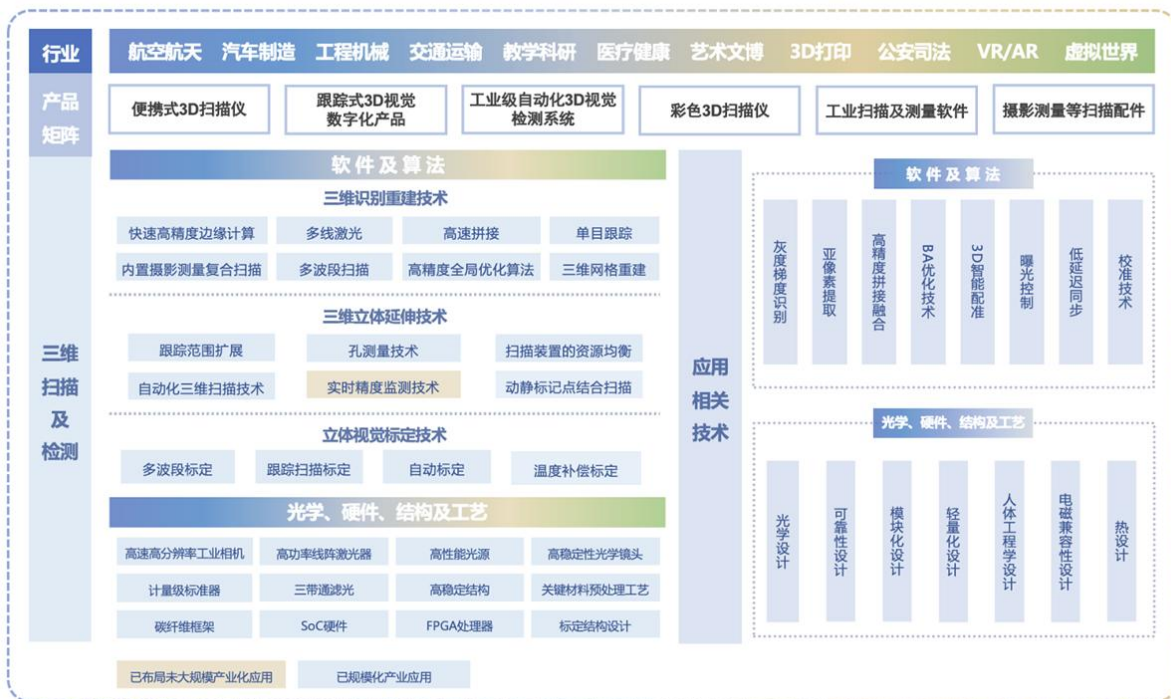 行业
航空航天 汽车制造 工程机械 交通运输 教学科研 医疗健康 艺术文博 3D打印 公安司法 VR/AR 虚拟世界
产品
矩阵
便携式3D扫描仪
跟踪式3D视觉
数字化产品
工业级自动化3D视觉
检测系统
彩色3D扫描仪
工业扫描及测量软件
摄影测量等扫描配件
三维
扫描
及
检测
软件及算法
三维识别重建技术
快速高精度边缘计算 多线激光 高速拼接 单目跟踪
内置摄影测量复合扫描 多波段扫描 高精度全局优化算法 三维网格重建
三维立体延伸技术
跟踪范围扩展 孔测量技术 扫描装置的资源均衡
自动化三维扫描技术 实时精度监测技术 动静标记点结合扫描
立体视觉标定技术
多波段标定 跟踪扫描标定 自动标定 温度补偿标定
光学、硬件、结构及工艺
高速高分辨率工业相机 高功率线阵激光器 高性能光源 高稳定性光学镜头
计量级标准器 三带通滤光 高稳定结构 关键材料预处理工艺
碳纤维框架 SoC硬件 FPGA处理器 标定结构设计
已布局未大规模产业化应用 已规模化产业应用
应用
相关
技术
软件及算法
灰度梯度识别
亚像素提取
高精度拼接融合
BA优化技术
3D智能配准
曝光控制
低延迟同步
校准技术
光学、硬件、结构及工艺
光学设计
可靠性设计
模块化设计
轻量化设计
人体工程学设计
电磁兼容性设计
热设计